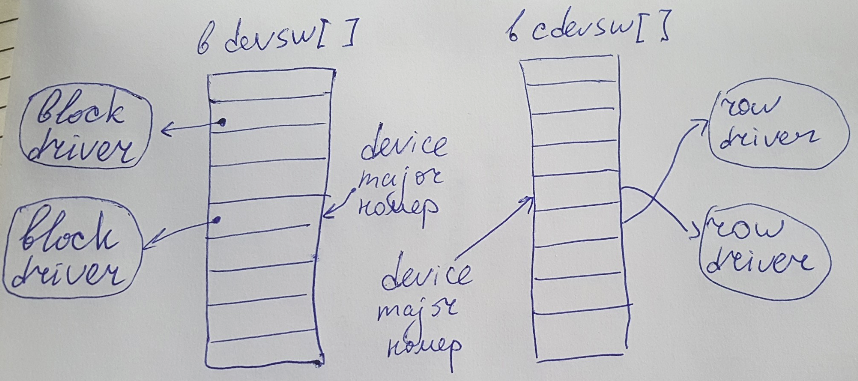 b devsw[ ]
b cdevsw[ ]
block
driver
block
driver
device
major
номер
device
major
номер
row
driver
row
driver